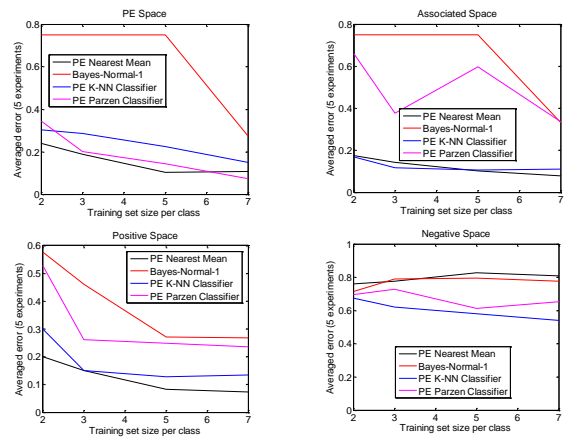 PE Space
Averaged error (5 experiments)
0.8
0.6
0.4
0.2
0
PE Nearest Mean
Bayes-Normal-1
PE K-NN Classifier
PE Parzen Classifier
2 3 4 5 6 7
Training set size per class
Associated Space
Averaged error (5 experiments)
0.8
0.6
0.4
0.2
0
PE Nearest Mean
Bayes-Normal-1
PE K-NN Classifier
PE Parzen Classifier
2 3 4 5 6 7
Training set size per class
Positive Space
Averaged error (5 experiments)
0.6
0.5
0.4
0.3
0.2
0.1
0
PE Nearest Mean
Bayes-Normal-1
PE K-NN Classifier
PE Parzen Classifier
2 3 4 5 6 7
Training set size per class
Negative Space
Averaged error (5 experiments)
1
0.8
0.6
0.4
0.2
0
PE Nearest Mean
Bayes-Normal-1
PE K-NN Classifier
PE Parzen Classifier
2 3 4 5 6 7
Training set size per class